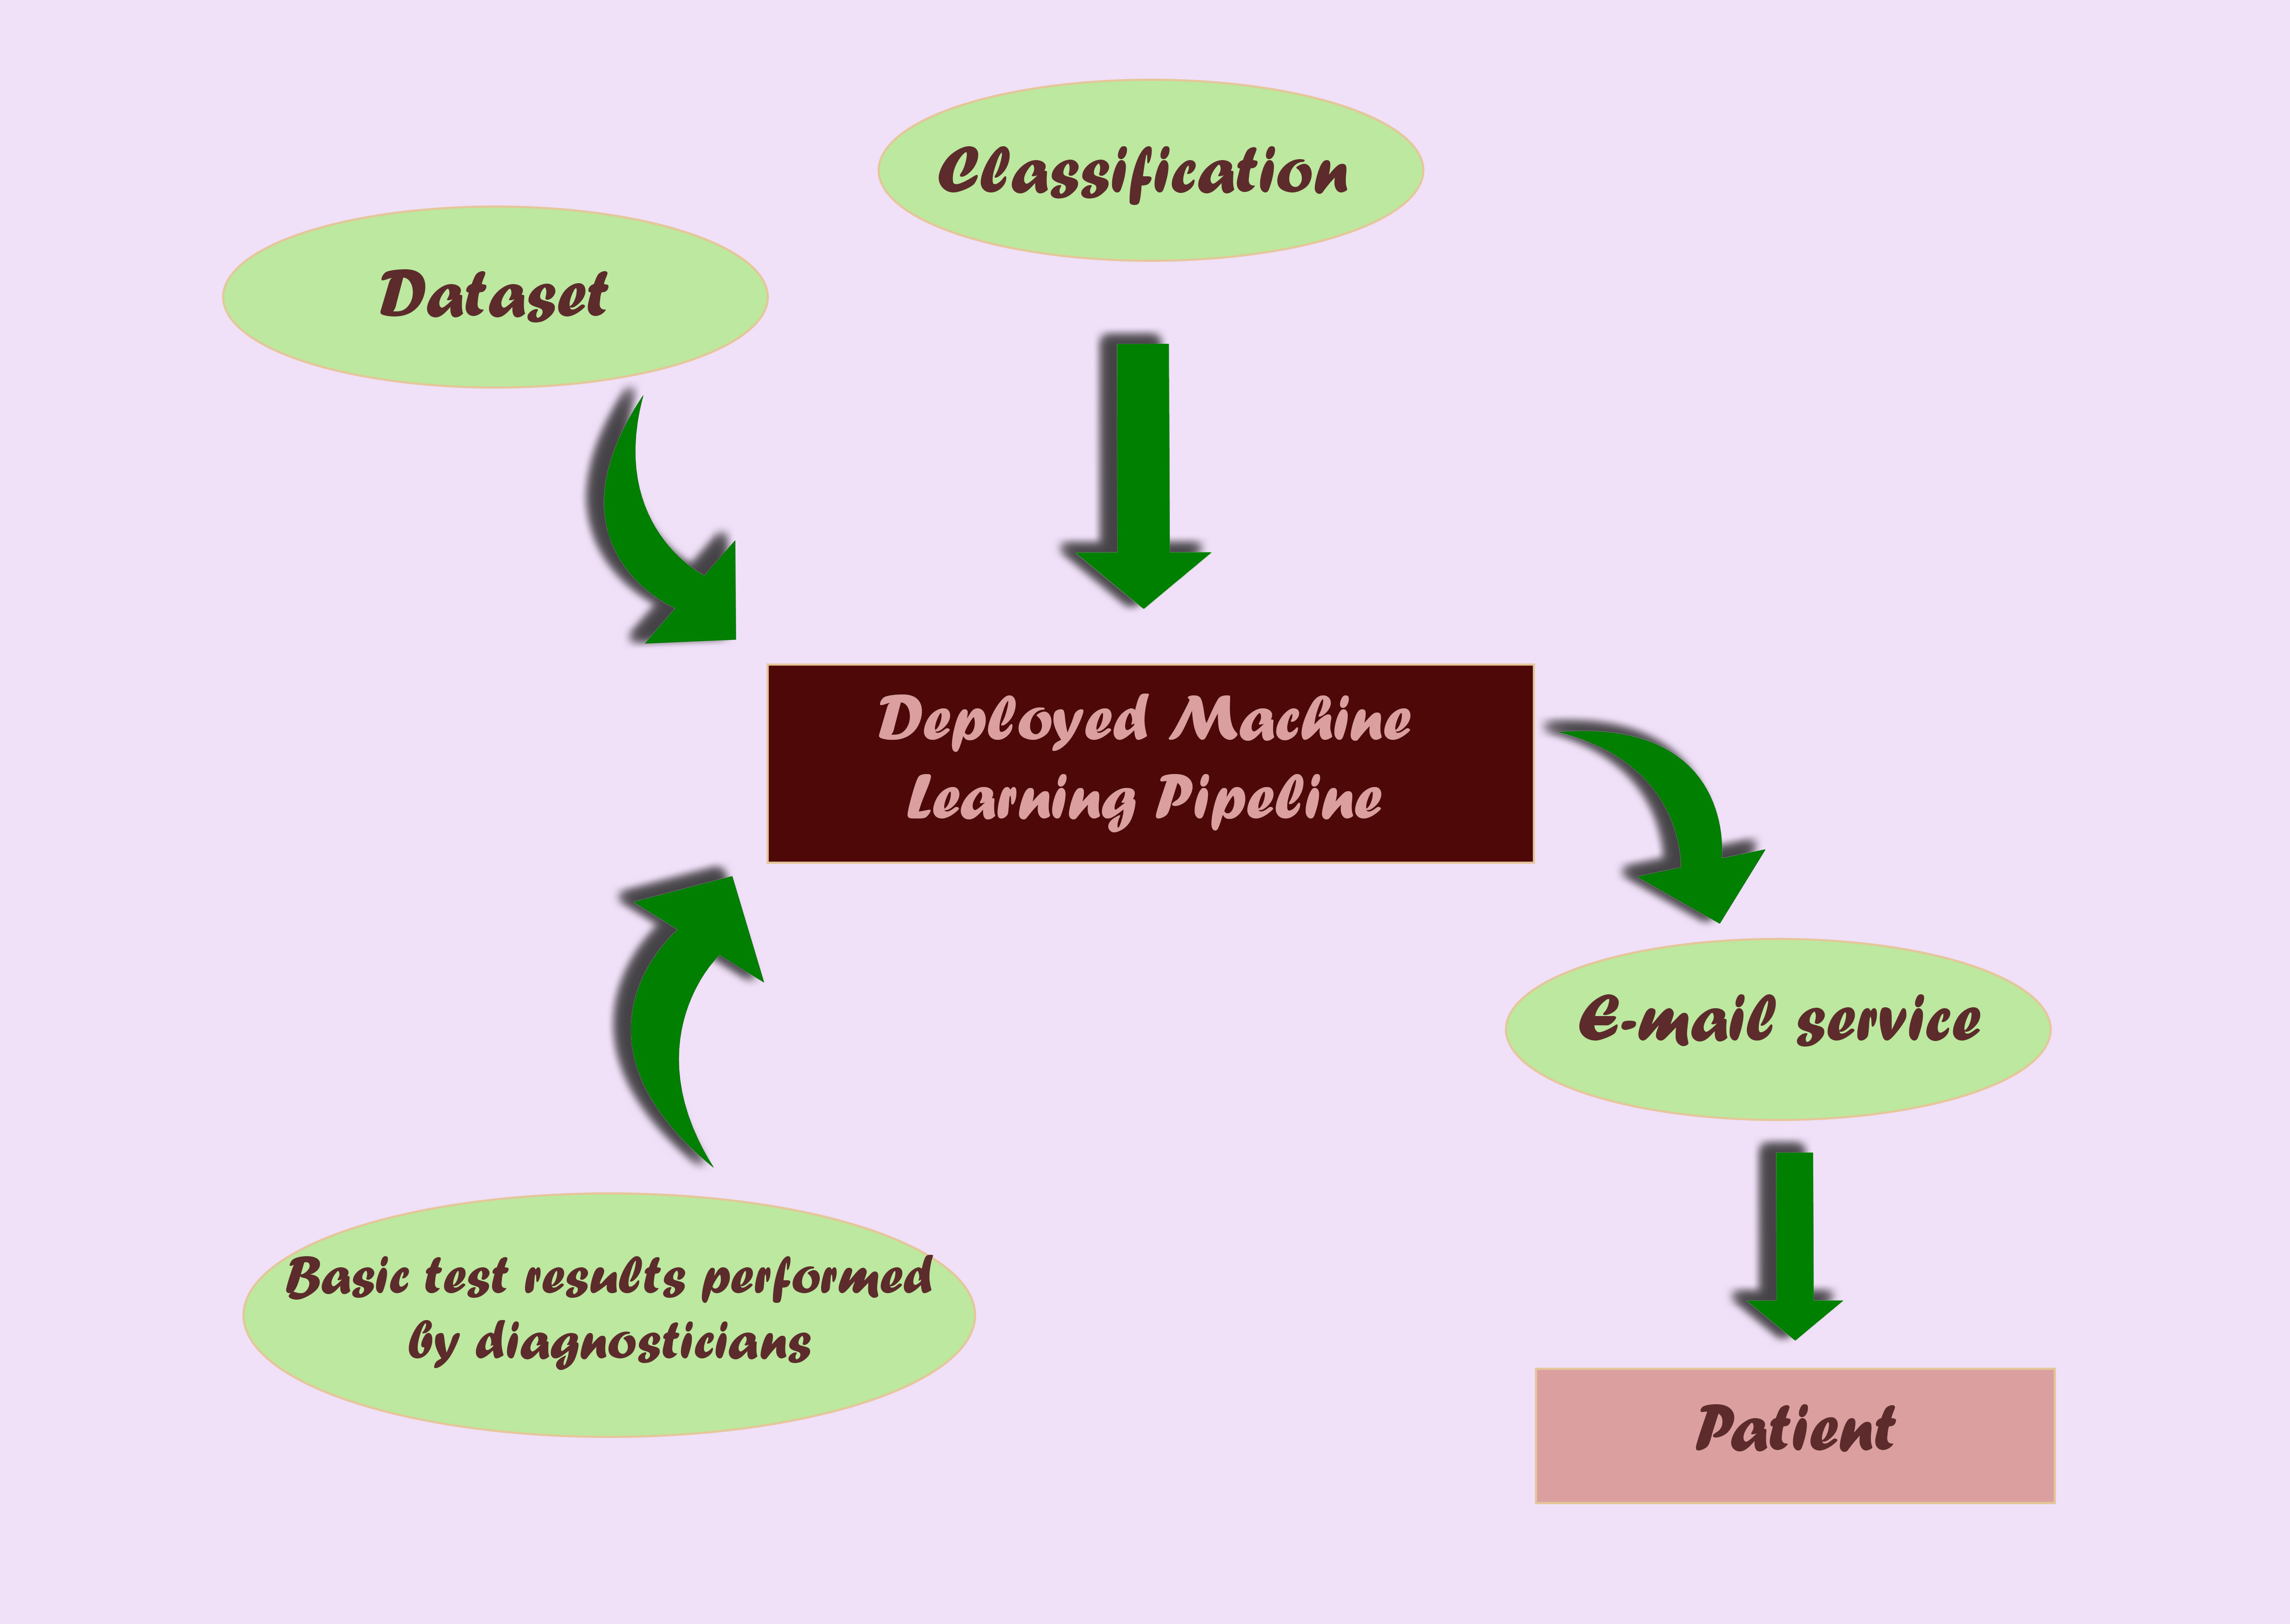 Classification
Dataset
Deployed Machine
Learning Pipeline
E-mail service
Basic test results performed
by diagnosticians
Patient